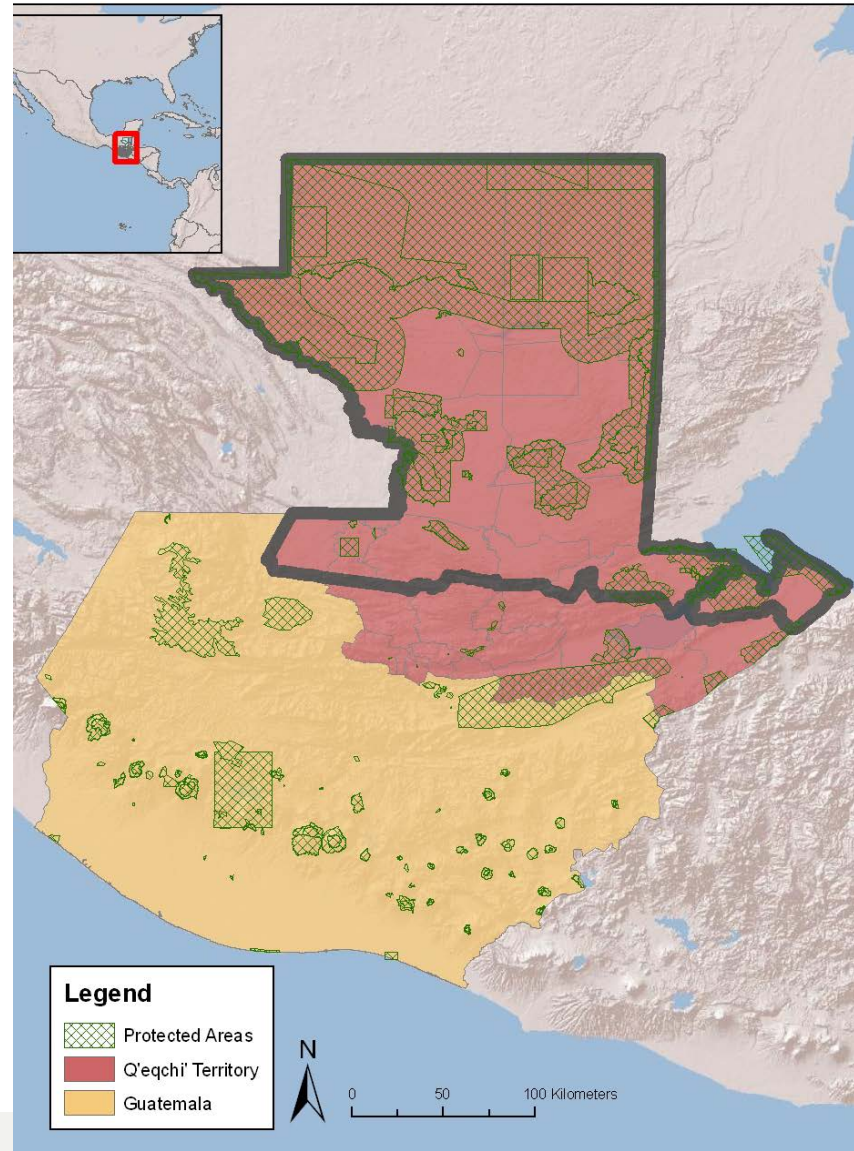 Legend
Protected Areas
Q'eqchi' Territory
Guatemala
N
0 50 100 Kilometers